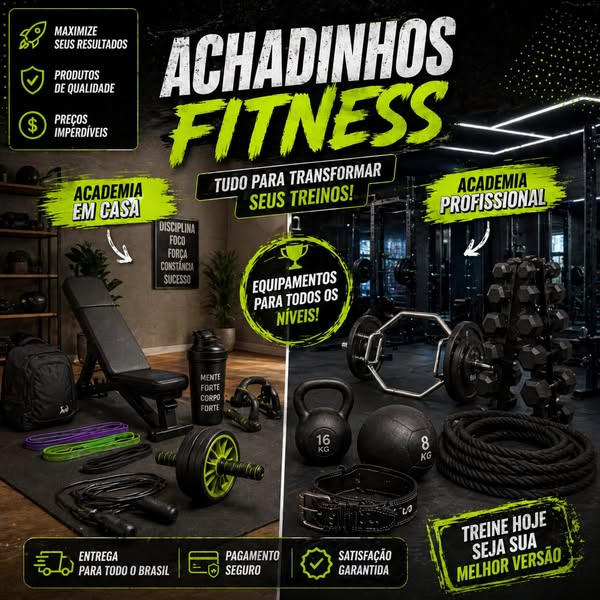 MAXIMIZE
SEUS RESULTADOS
PRODUTOS
DE QUALIDADE
$
PREÇOS
IMPERDÍVEIS
ACHADINHOS
FITNESS
TUDO PARA TRANSFORMAR
SEUS TREINOS!
ACADEMIA
EM CASA
ACADEMIA
PROFISSIONAL
DISCIPLINA
FOCO
FORÇA
CONSTÂNCIA
SUCESSO
EQUIPAMENTOS
PARA TODOS OS
NÍVEIS!
MENTE
FORTE
CORPO
FORTE
16
KG
8
KG
ENTREGA
PARA TODO O BRASIL
PAGAMENTO
SEGURO
SATISFAÇÃO
GARANTIDA
TREINE HOJE
SEJA SUA
MELHOR VERSÃO